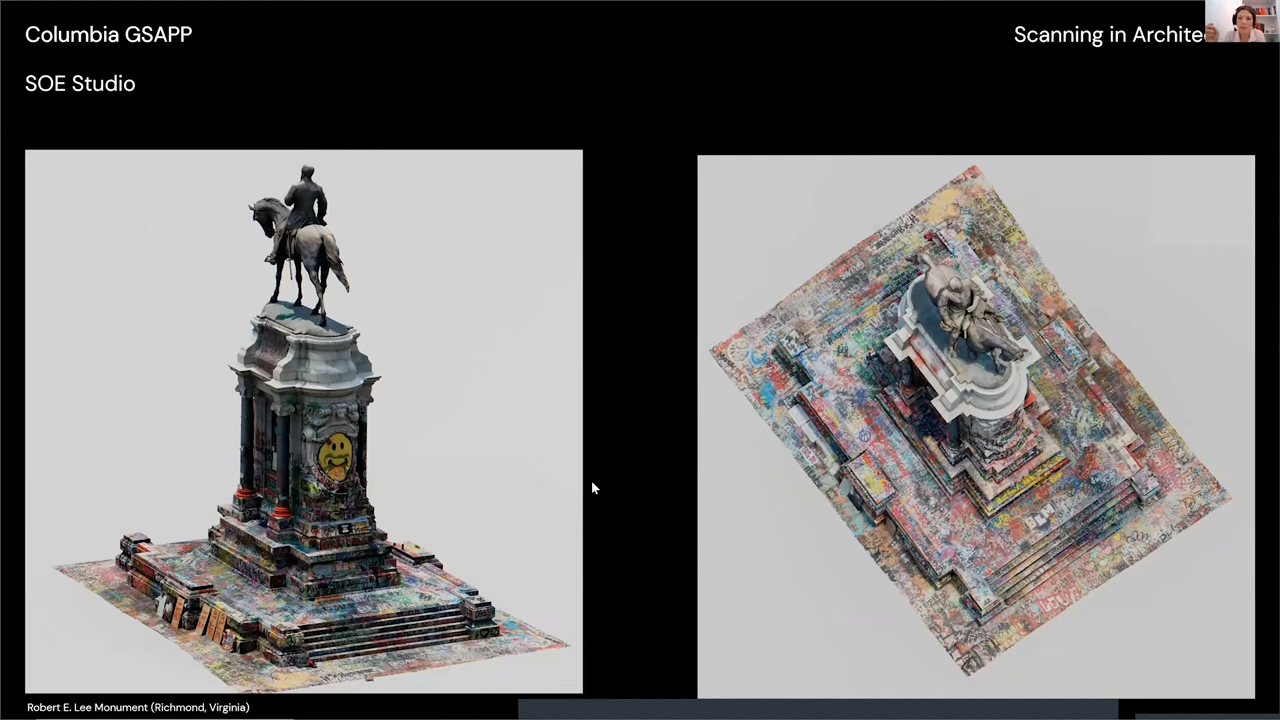 Columbia GSAPP
Scanning in Archite
SOE Studio
Robert E. Lee Monument (Richmond, Virginia)